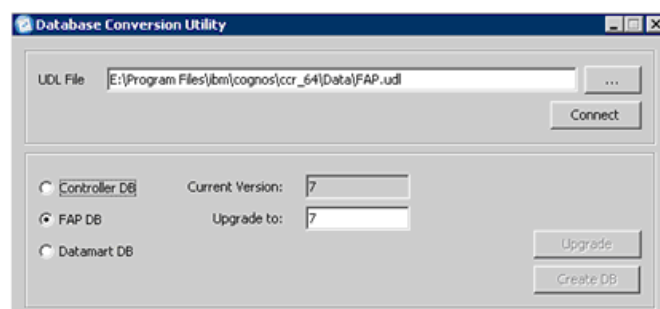 Database Conversion Utility
UDL File E:\Program Files\ibm\cognos\ccr_64\Data\FAP.udl ...
Connect
Controller DB Current Version: 7
FAP DB Upgrade to: 7
Datamart DB Upgrade
Create DB